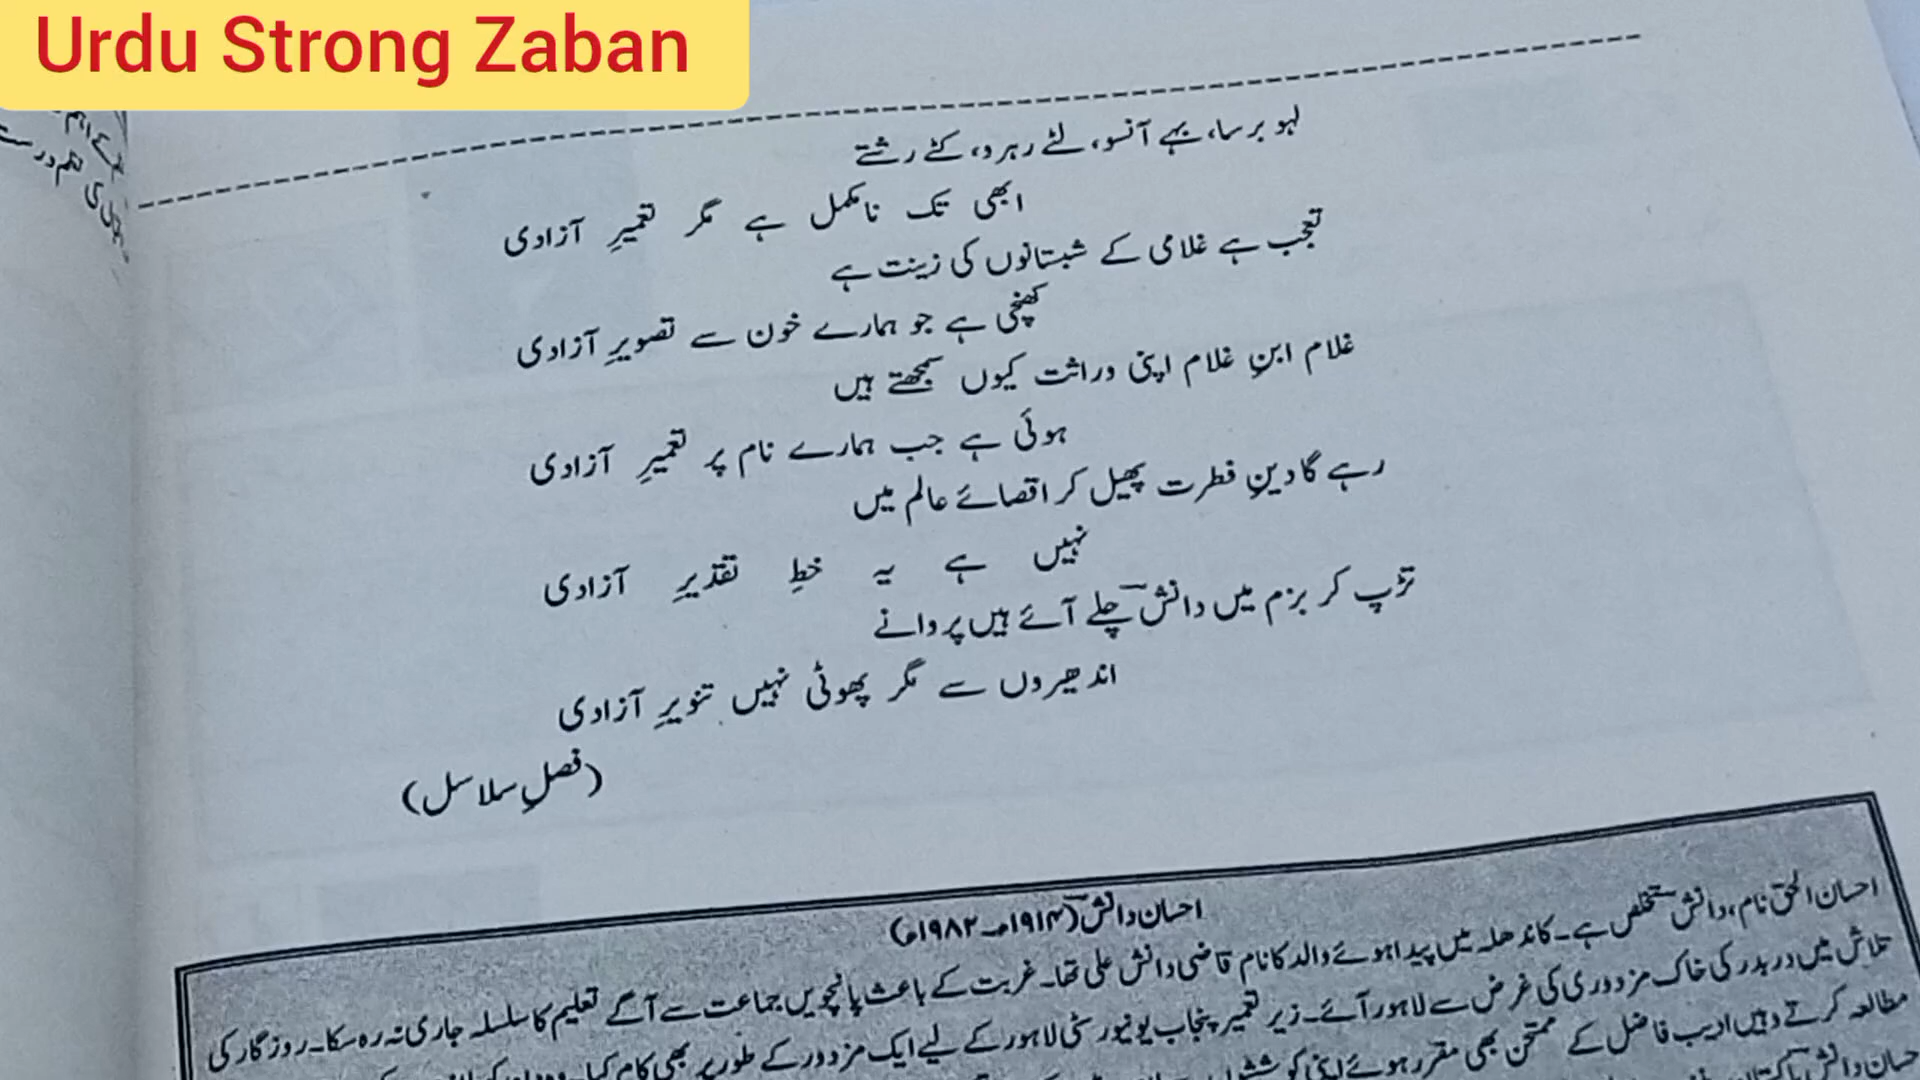 Urdu Strong Zaban
لہو برسا، بہے آنسو، لٹے رہرو، کٹے رشتے
ابھی تک نامکمل ہے مگر تعمیرِ آزادی
تعجب ہے غلامی کے شبستانوں کی زینت ہے
کھنچی ہے جو ہمارے خون سے تصویرِ آزادی
غلام ابنِ غلام اپنی وراثت کیوں سمجھتے ہیں
ہوئی ہے جب ہمارے نام پر تعمیرِ آزادی
رہے گا دینِ فطرت پھیل کر اقصائے عالم میں
نہیں ہے یہ خطِ تقدیرِ آزادی
تڑپ کر بزم میں دانشؔ چلے آئے ہیں پروانے
اندھیروں سے مگر پھوٹی نہیں تنویرِ آزادی
(فصلِ سلاسل)
احسان دانشؔ (۱۹۱۴ء۔۱۹۸۲ء)
احسان الحق نام، دانشؔ تخلص ہے۔ کاندھلہ میں پیدا ہوئے والد کا نام قاضی دانش علی تھا۔ غربت کے باعث پانچویں جماعت سے آگے تعلیم کا سلسلہ جاری نہ رہ سکا۔ روزگار کی
تلاش میں در بدر کی خاک مزدوری کی غرض سے لاہور آئے۔ زیرِ تعمیر پنجاب یونیورسٹی لاہور کے لیے ایک مزدور کے طور پر بھی کام کیا۔
مطالعہ کرتے رہیں ادیب فاضل کے ممتحن بھی مقرر ہوئے اپنی